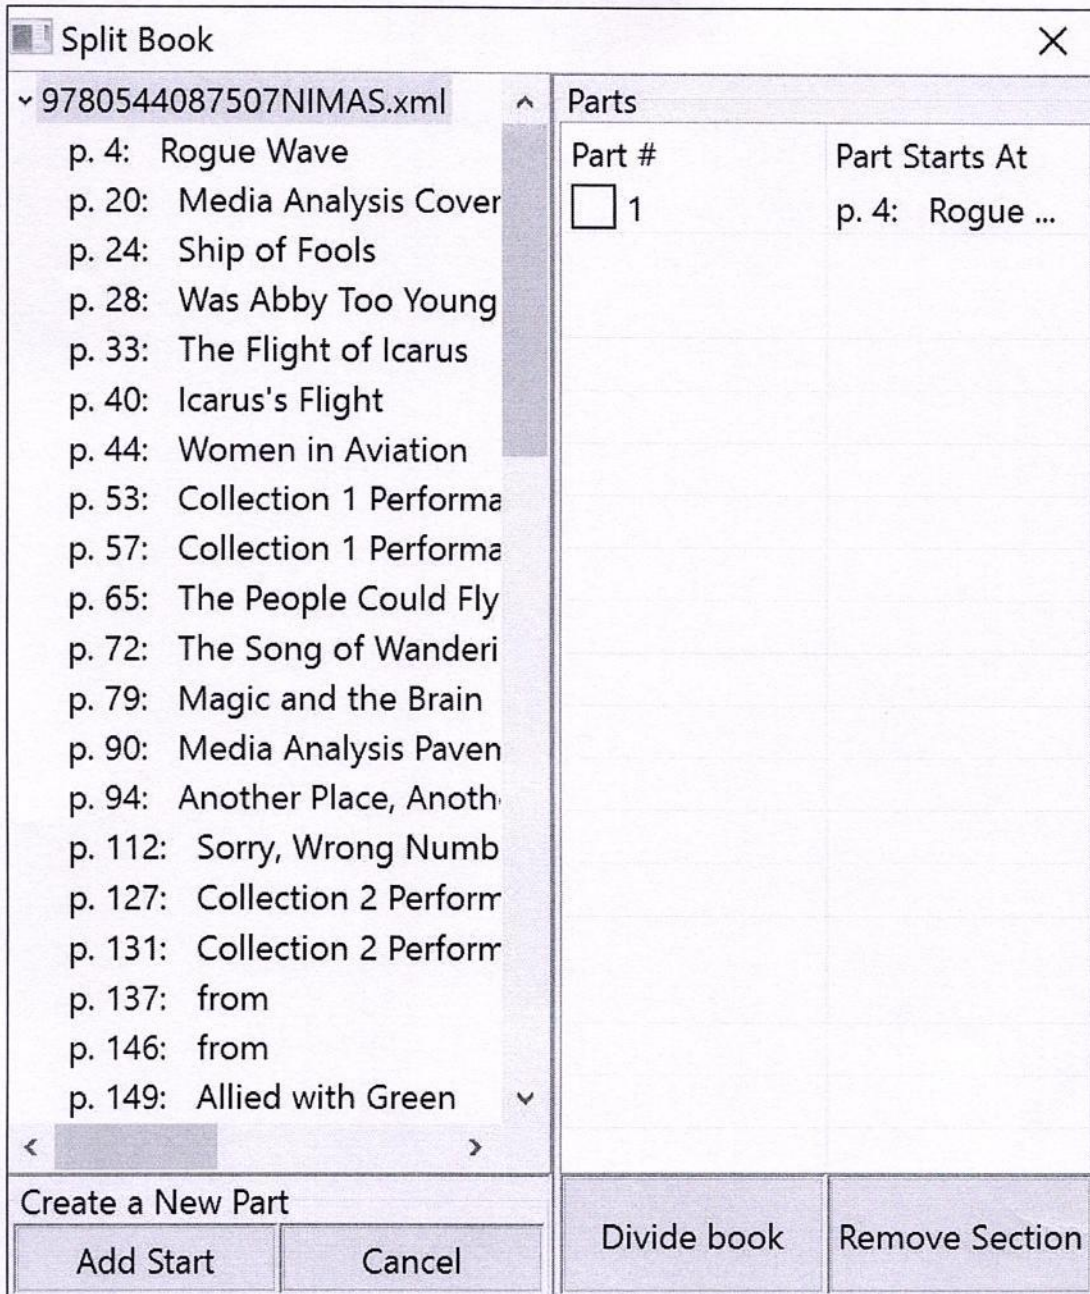 Split Book
9780544087507NIMAS.xml
p. 4: Rogue Wave
p. 20: Media Analysis Cover
p. 24: Ship of Fools
p. 28: Was Abby Too Young
p. 33: The Flight of Icarus
p. 40: Icarus's Flight
p. 44: Women in Aviation
p. 53: Collection 1 Performa
p. 57: Collection 1 Performa
p. 65: The People Could Fly
p. 72: The Song of Wanderi
p. 79: Magic and the Brain
p. 90: Media Analysis Pavem
p. 94: Another Place, Anoth
p. 112: Sorry, Wrong Numb
p. 127: Collection 2 Perform
p. 131: Collection 2 Perform
p. 137: from
p. 146: from
p. 149: Allied with Green
Create a New Part
Add Start Cancel
Parts
Part # Part Starts At
1 p. 4: Rogue ...
Divide book Remove Section